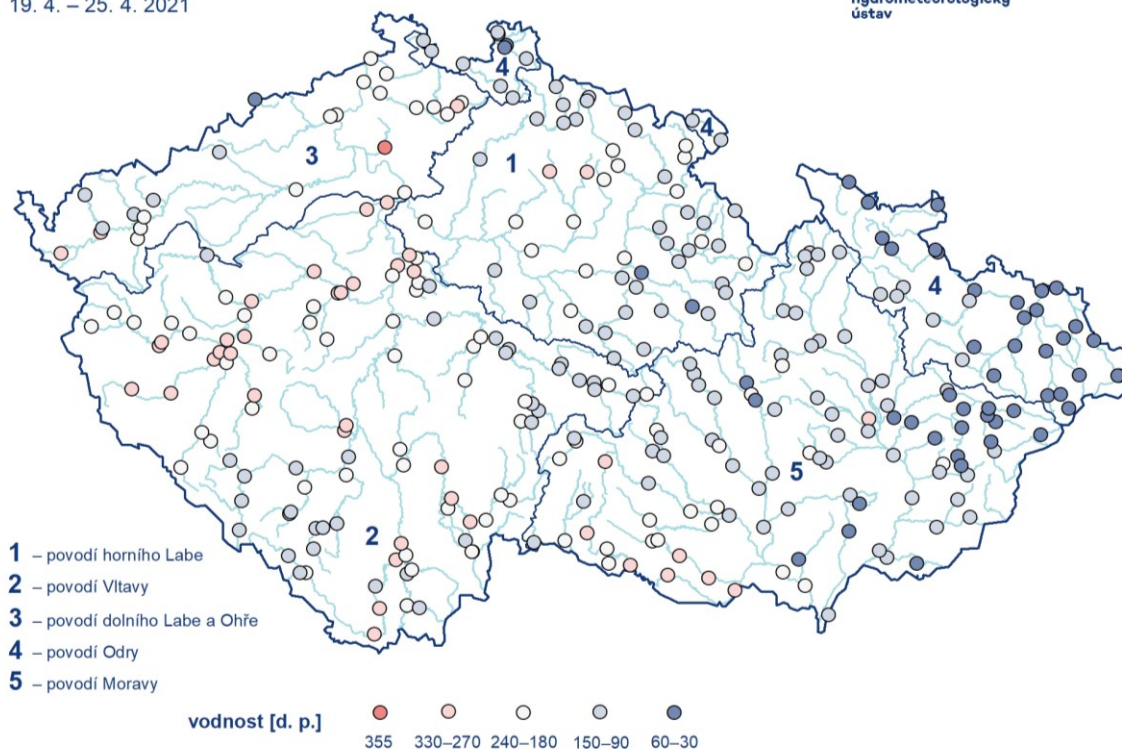 19. 4. – 25. 4. 2021
hydrometeorologický
ústav
4
4
3
1
4
5
2
1 – povodí horního Labe
2 – povodí Vltavy
3 – povodí dolního Labe a Ohře
4 – povodí Odry
5 – povodí Moravy
vodnost [d. p.]
355 330–270 240–180 150–90 60–30